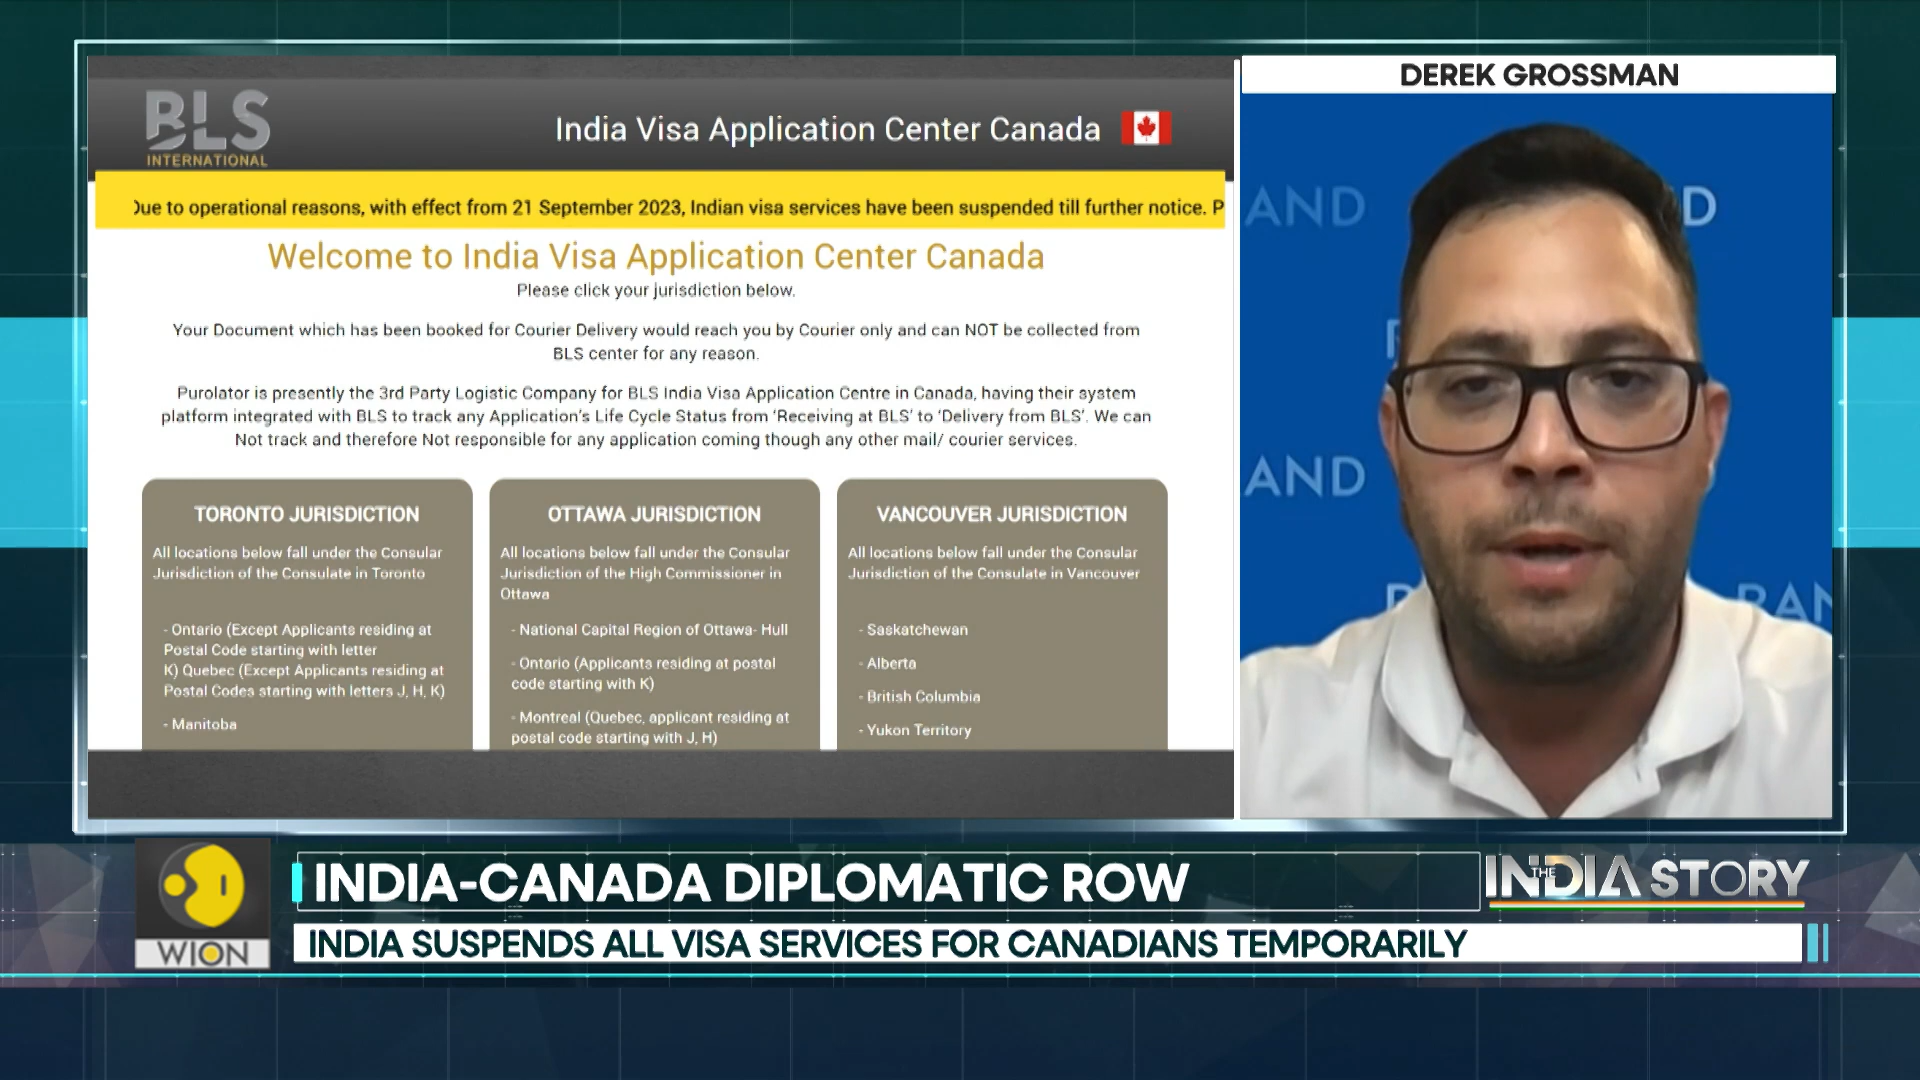 BLS
INTERNATIONAL
India Visa Application Center Canada
Due to operational reasons, with effect from 21 September 2023, Indian visa services have been suspended till further notice. P
Welcome to India Visa Application Center Canada
Please click your jurisdiction below.
Your Document which has been booked for Courier Delivery would reach you by Courier only and can NOT be collected from
BLS center for any reason.
Purolator is presently the 3rd Party Logistic Company for BLS India Visa Application Centre in Canada, having their system
platform integrated with BLS to track any Application's Life Cycle Status from 'Receiving at BLS' to 'Delivery from BLS'. We can
Not track and therefore Not responsible for any application coming though any other mail/ courier services.
TORONTO JURISDICTION
All locations below fall under the Consular
Jurisdiction of the Consulate in Toronto
- Ontario (Except Applicants residing at
Postal Code starting with letter
K) Quebec (Except Applicants residing at
Postal Codes starting with letters J, H, K)
- Manitoba
OTTAWA JURISDICTION
All locations below fall under the Consular
Jurisdiction of the High Commissioner in
Ottawa
- National Capital Region of Ottawa- Hull
- Ontario (Applicants residing at postal
code starting with K)
- Montreal (Quebec, applicant residing at
postal code starting with J, H)
VANCOUVER JURISDICTION
All locations below fall under the Consular
Jurisdiction of the Consulate in Vancouver
- Saskatchewan
- Alberta
- British Columbia
- Yukon Territory
DEREK GROSSMAN
AND
D
R
AND
R
RAN
WION
INDIA-CANADA DIPLOMATIC ROW
INDIA SUSPENDS ALL VISA SERVICES FOR CANADIANS TEMPORARILY
THE
INDIA STORY